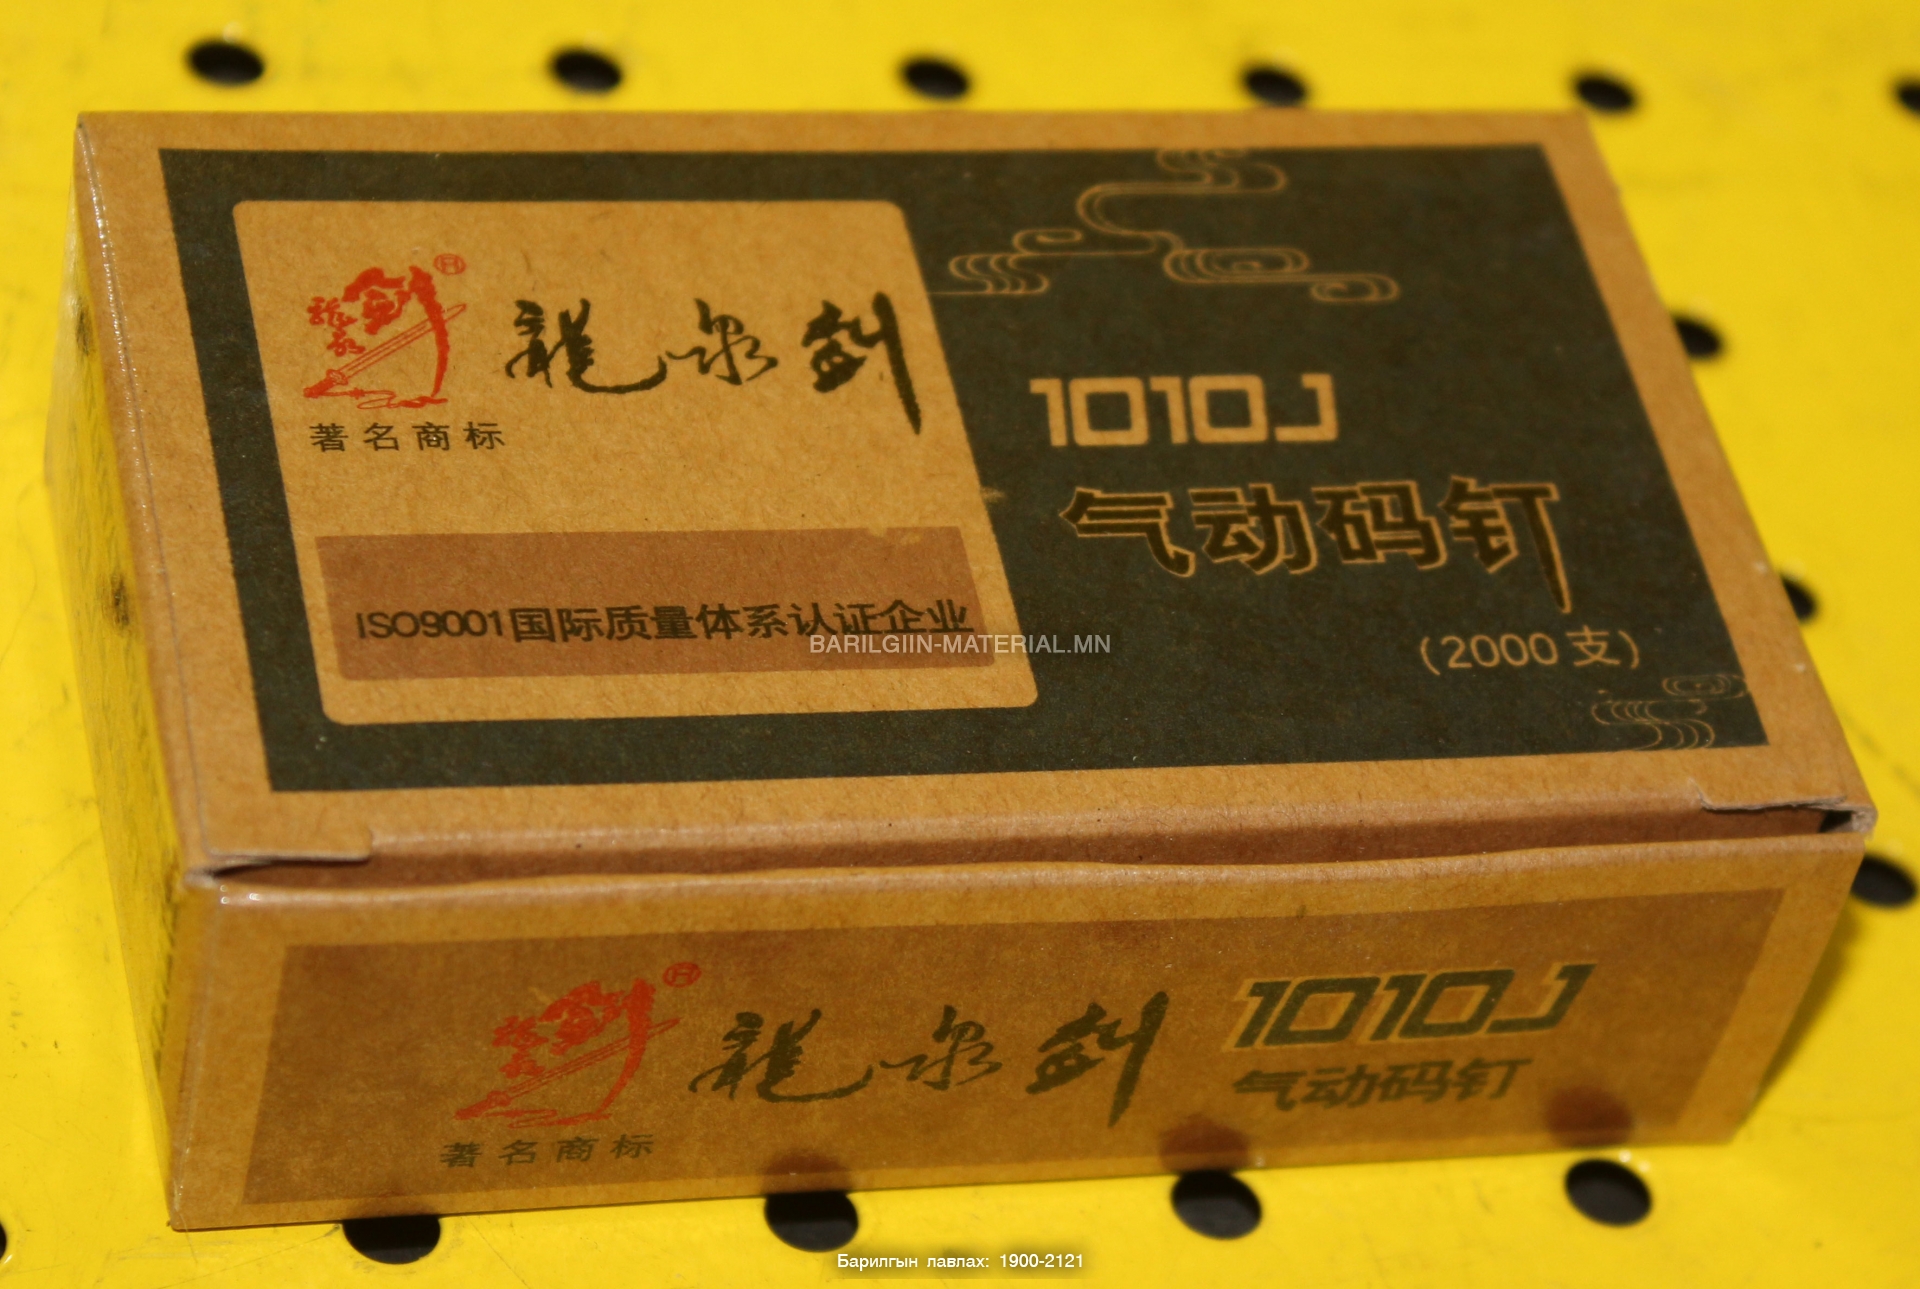 龍泉剑
著名商标
ISO9001国际质量体系认证企业
1010J
气动码钉
(2000支)
BARILGIIN-MATERIAL.MN
龍泉剑
著名商标
1010J
气动码钉
Барилгын лавлах: 1900-2121